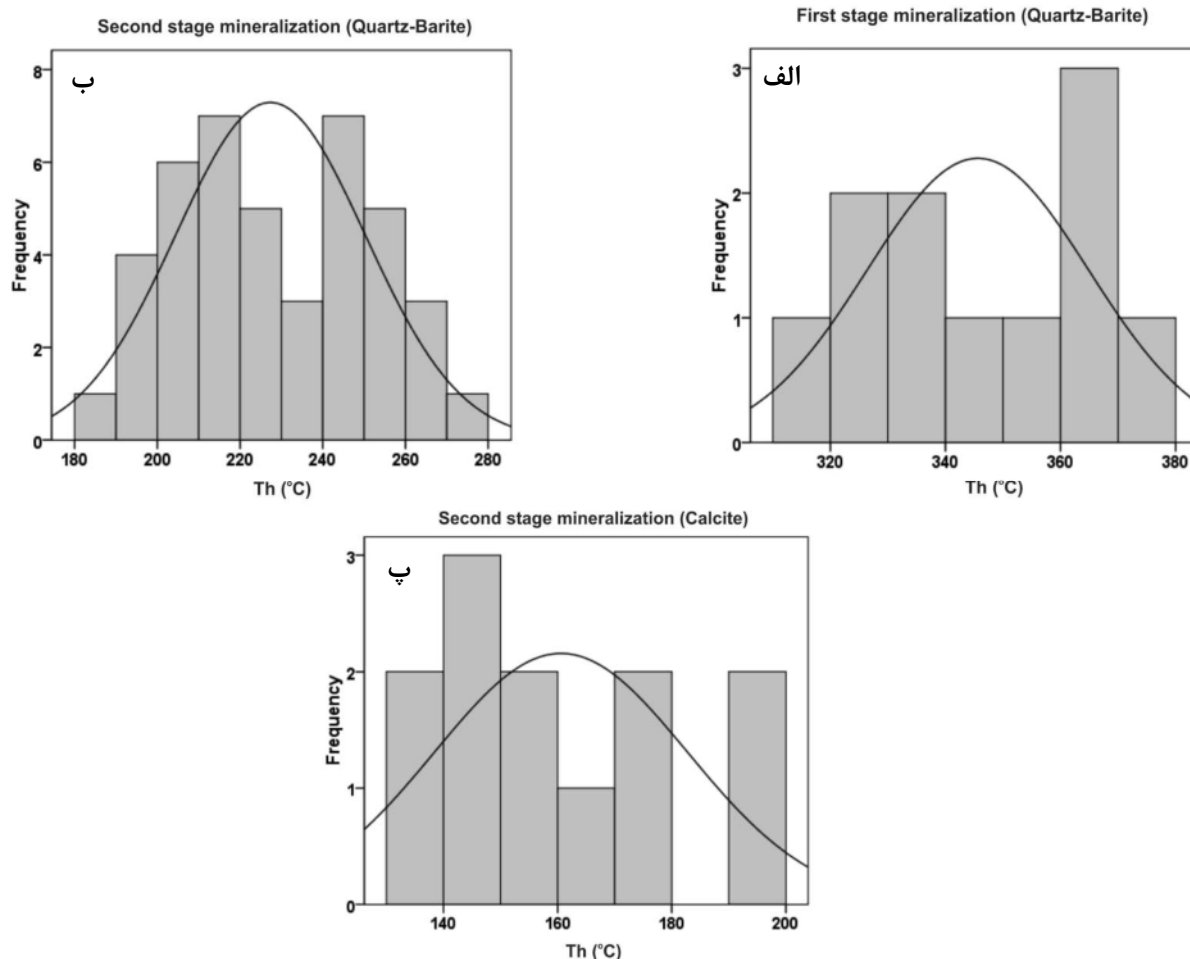 Second stage mineralization (Quartz-Barite)
ب
8
6
4
2
0
Frequency
180 200 220 240 260 280
Th (°C)
First stage mineralization (Quartz-Barite)
الف
3
2
1
0
Frequency
320 340 360 380
Th (°C)
Second stage mineralization (Calcite)
پ
3
2
1
0
Frequency
140 160 180 200
Th (°C)